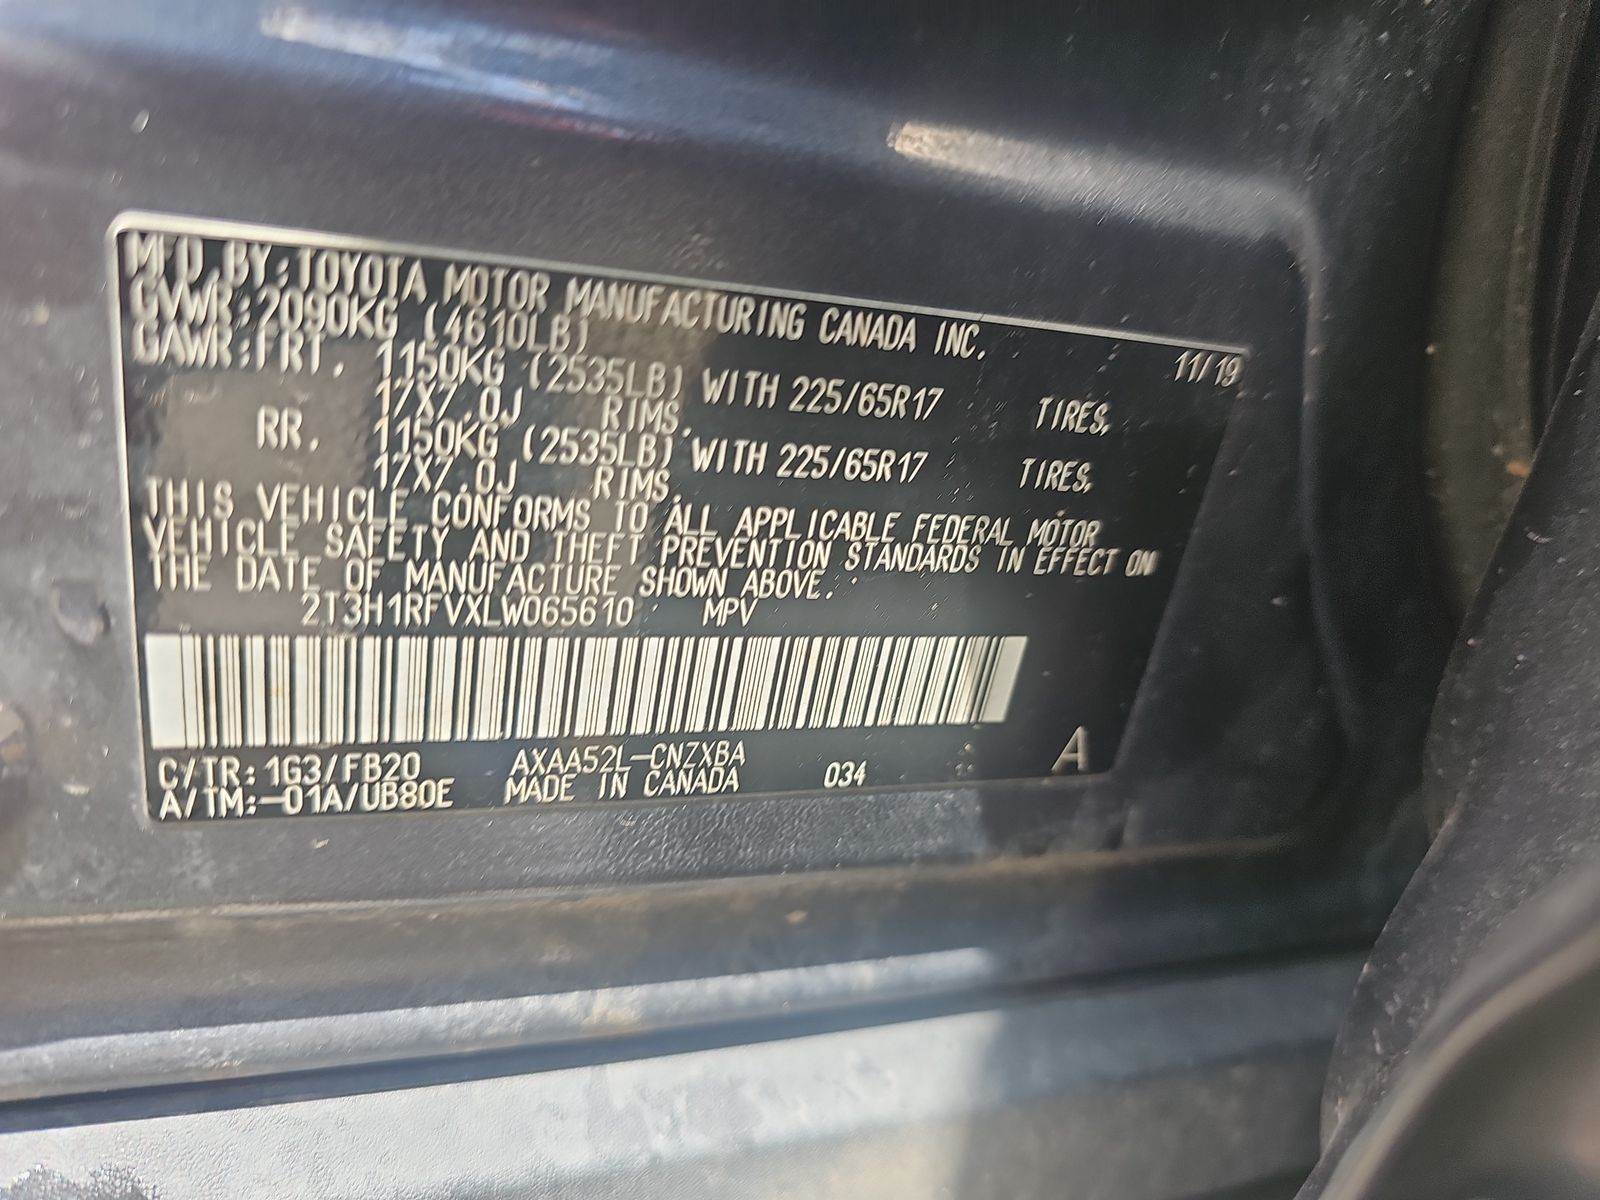 MFD.BY:TOYOTA MOTOR MANUFACTURING CANADA INC.
GVWR:2090KG (4610LB) 11/19
GAWR:FRT. 1150KG (2535LB) WITH 225/65R17 TIRES,
17X7.0J RIMS.
RR. 1150KG (2535LB) WITH 225/65R17 TIRES,
17X7.0J RIMS.
THIS VEHICLE CONFORMS TO ALL APPLICABLE FEDERAL MOTOR
VEHICLE SAFETY AND THEFT PREVENTION STANDARDS IN EFFECT ON
THE DATE OF MANUFACTURE SHOWN ABOVE.
2T3H1RFVXLW065610 MPV
C/TR:1G3/FB20 AXAA52L-CNZXBA
A/TM:-01A/UB80E MADE IN CANADA 034 A